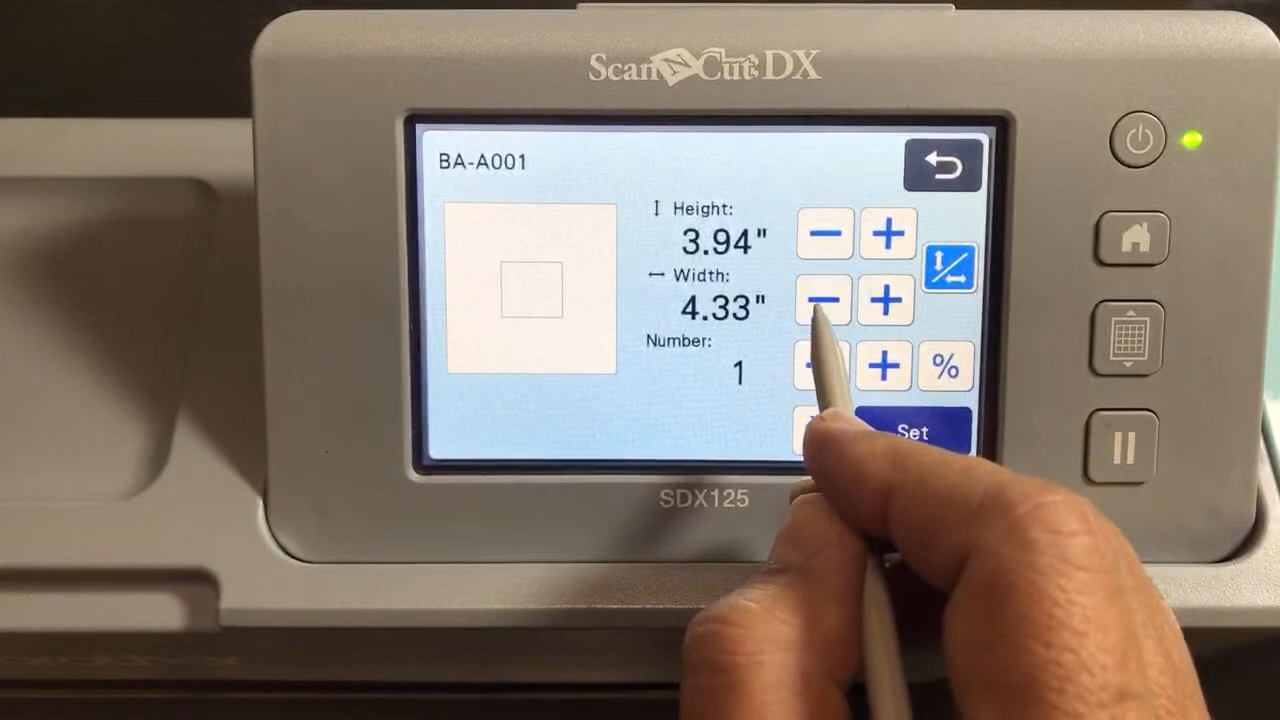 ScanNCut DX
BA-A001
Height:
3.94"
Width:
4.33"
Number:
1
%
Set
SDX125